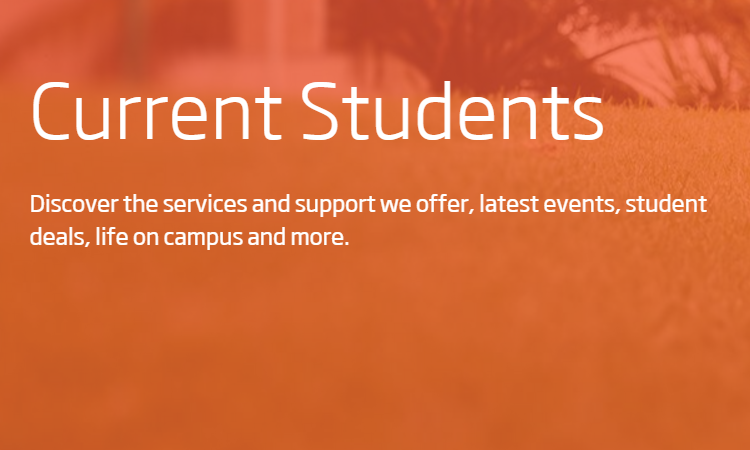 Current Students
Discover the services and support we offer, latest events, student
deals, life on campus and more.